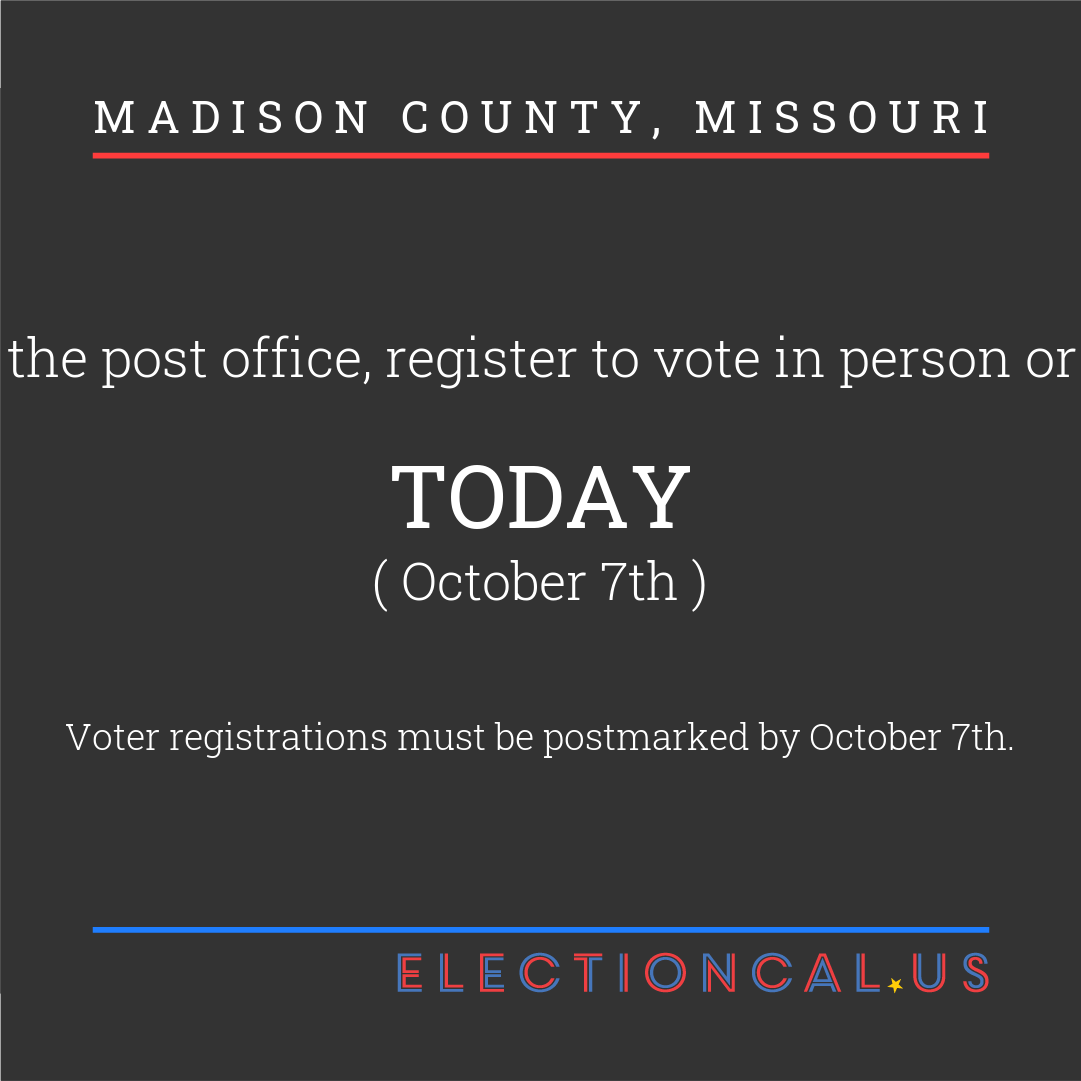 MADISON COUNTY, MISSOURI
the post office, register to vote in person or
TODAY
( October 7th )
Voter registrations must be postmarked by October 7th.
ELECTIONCAL.US